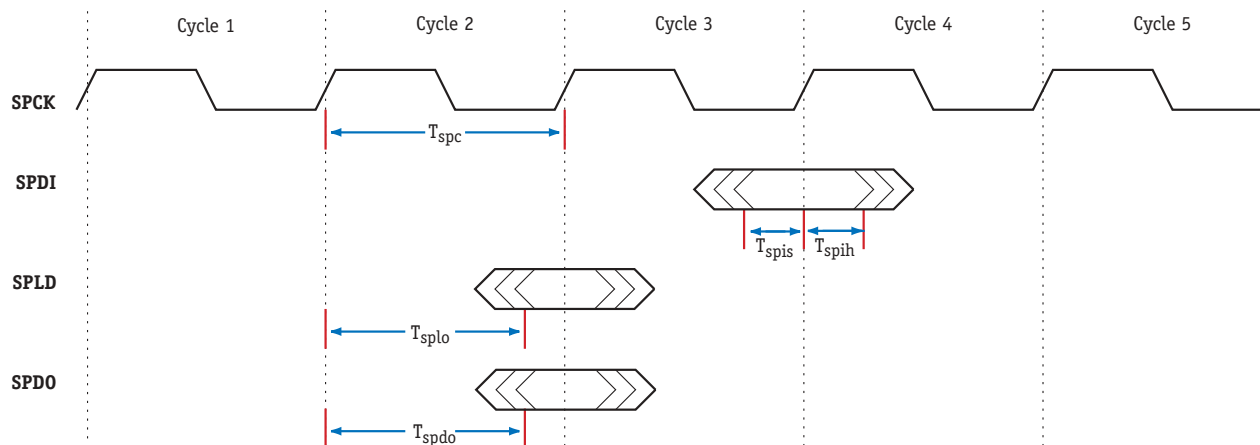 Cycle 1 Cycle 2 Cycle 3 Cycle 4 Cycle 5
SPCK
Tspc
SPDI
Tspis Tspih
SPLD
Tsplo
SPDO
Tspdo